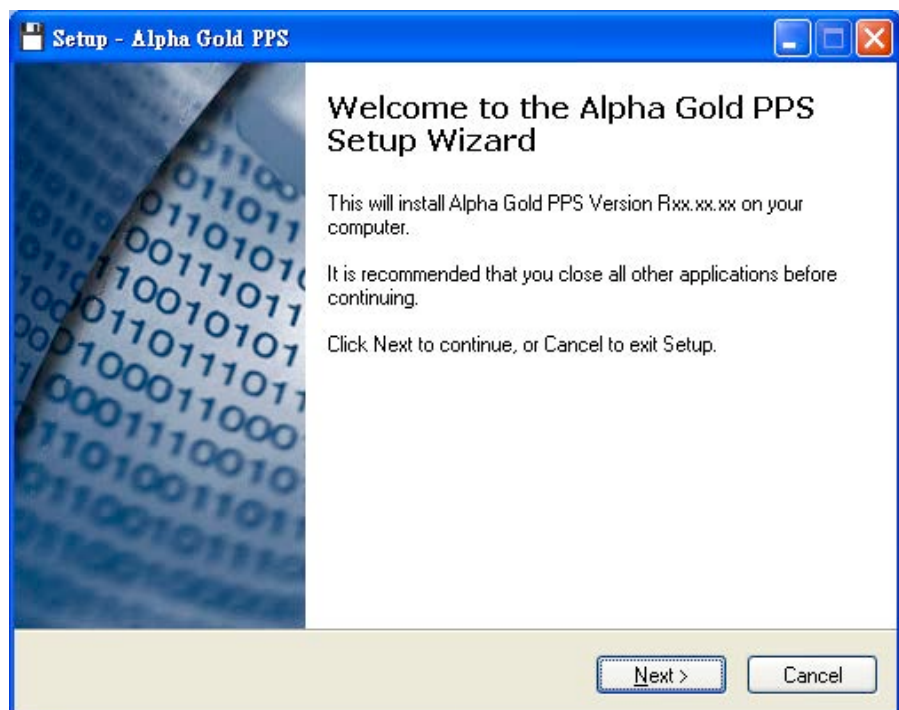 Setup - Alpha Gold PPS
Welcome to the Alpha Gold PPS
Setup Wizard
This will install Alpha Gold PPS Version Rxx.xx.xx on your
computer.
It is recommended that you close all other applications before
continuing.
Click Next to continue, or Cancel to exit Setup.
Next >
Cancel